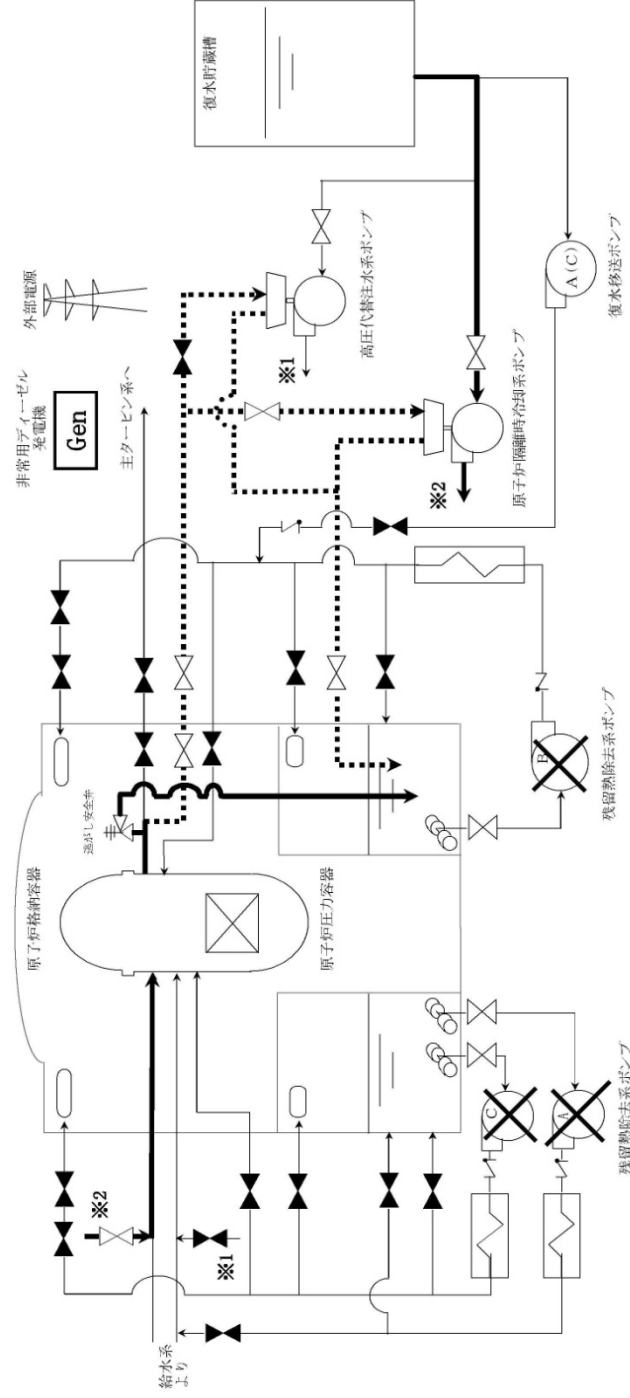 復水貯蔵槽
外部電源
非常用ディーゼル
発電機
Gen
主タービン系へ
高圧代替注水系ポンプ
※1
原子炉隔離時冷却系ポンプ
※2
A(C)
復水移送ポンプ
逃がし安全弁
原子炉格納容器
原子炉圧力容器
B
残留熱除去系ポンプ
C
A
残留熱除去系ポンプ
※2
※1
給水系
より